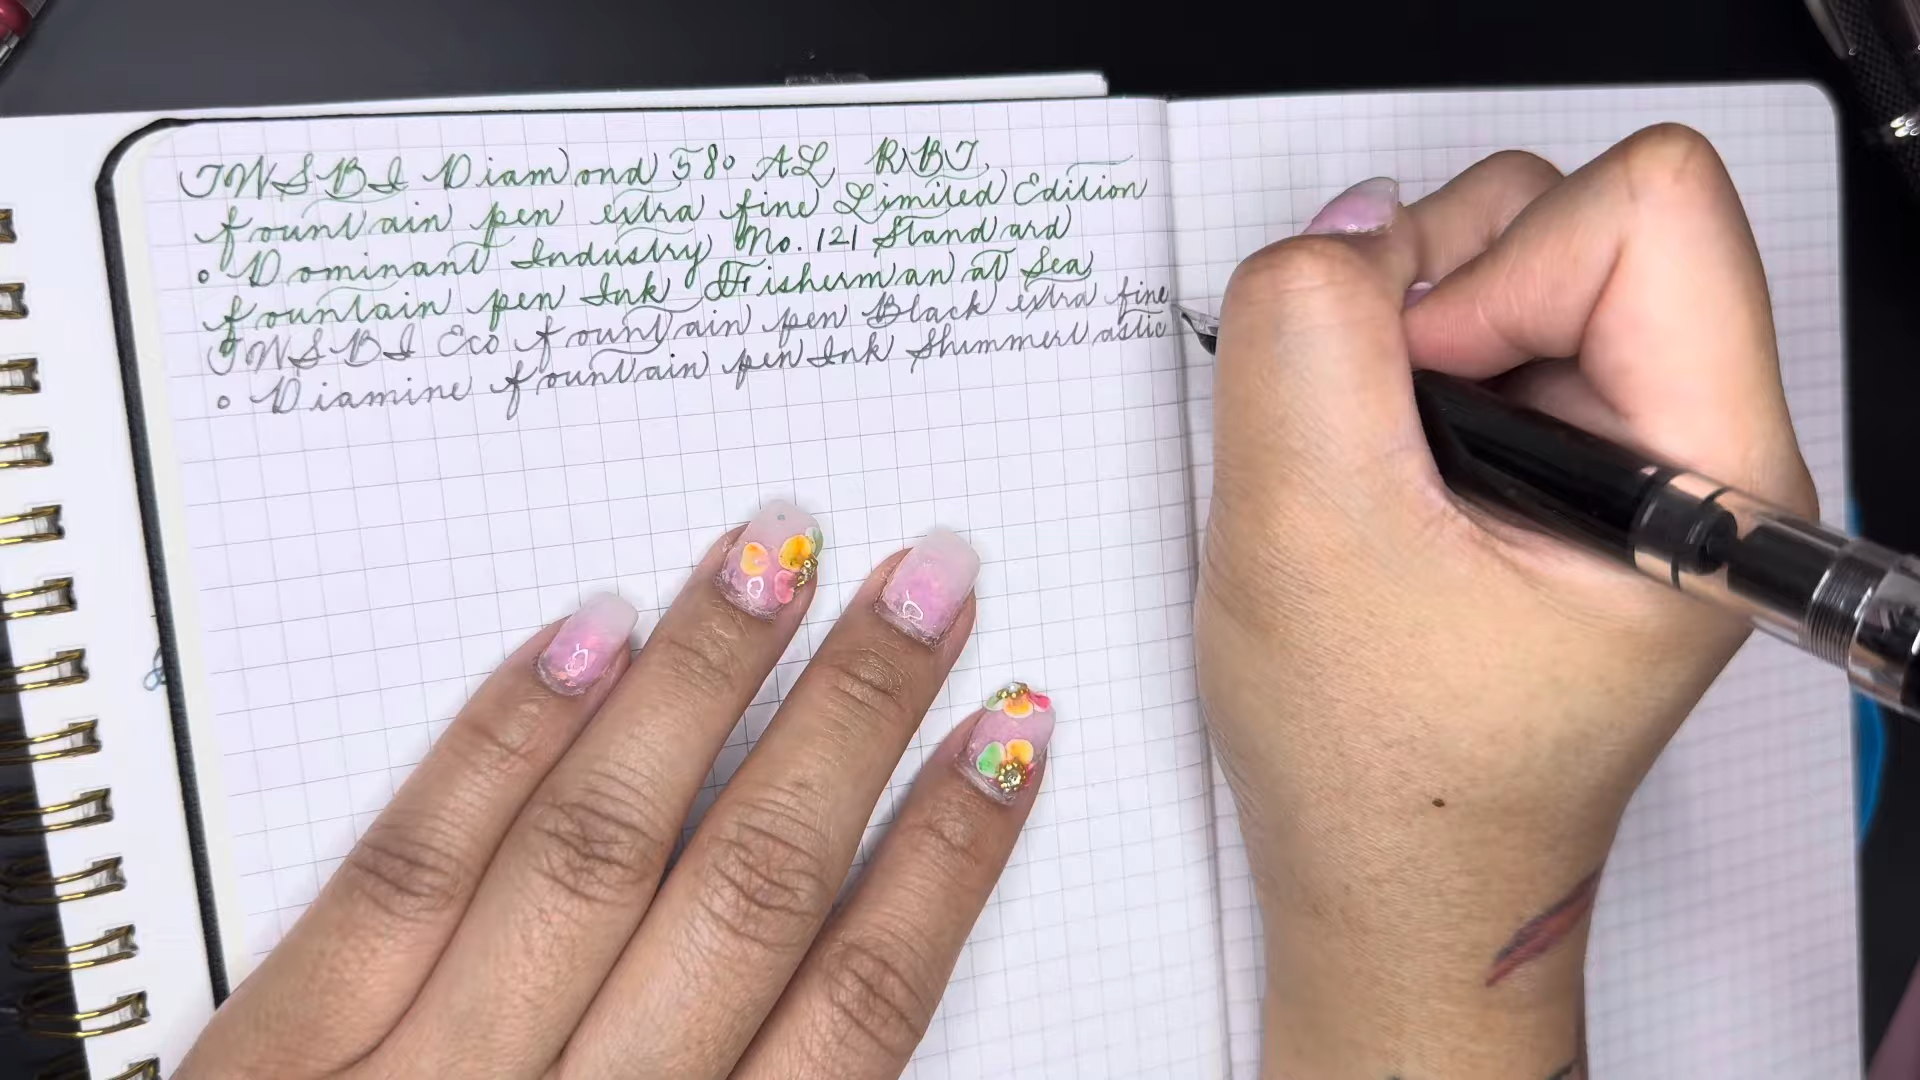 TWSBI Diamond 580 AL RBT
fountain pen extra fine Limited Edition
• Dominant Industry No. 121 Standard
fountain pen Ink Fisherman at Sea
TWSBI Eco fountain pen Black extra fine
• Diamine fountain pen Ink Shimmertastic